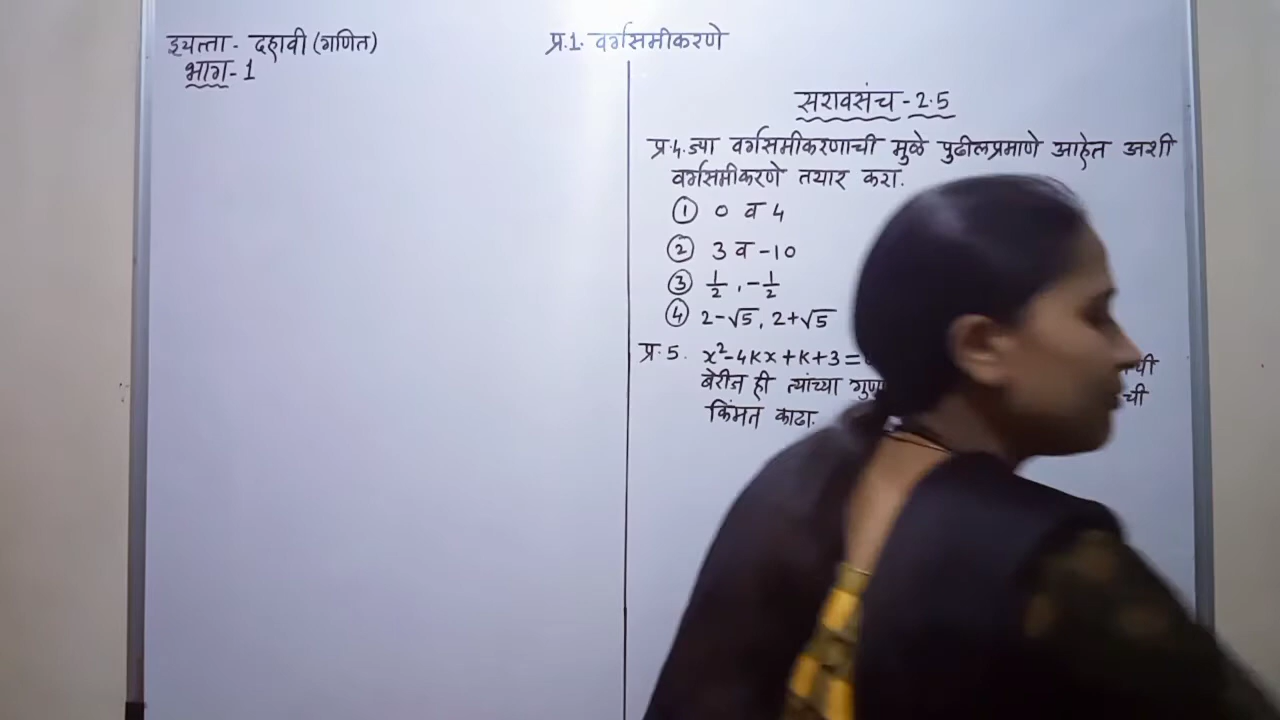 इयत्ता - दहावी (गणित)
भाग - 1
प्र.1. वर्गसमीकरणे
सरावसंच - 2.5
प्र.4. ज्या वर्गसमीकरणाची मुळे पुढीलप्रमाणे आहेत अशी
वर्गसमीकरणे तयार करा.
① 0 व 4
② 3 व -10
③ 1/2 , -1/2
④ 2-√5, 2+√5
प्र. 5. x²-4kx+k+3=
बेरीज ही त्यांच्या
ची
किंमत काढा.